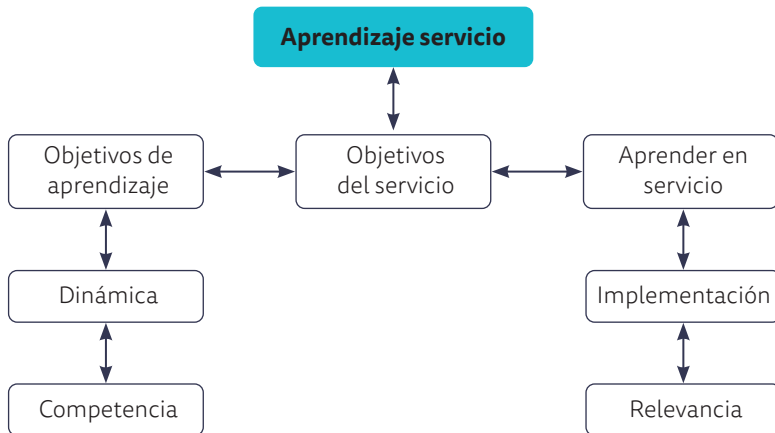 Aprendizaje servicio
Objetivos de
aprendizaje
Objetivos
del servicio
Aprender en
servicio
Dinámica
Implementación
Competencia
Relevancia